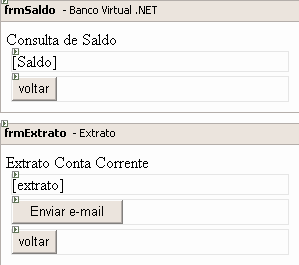 frmSaldo - Banco Virtual .NET
Consulta de Saldo
[Saldo]
voltar
frmExtrato - Extrato
Extrato Conta Corrente
[extrato]
Enviar e-mail
voltar